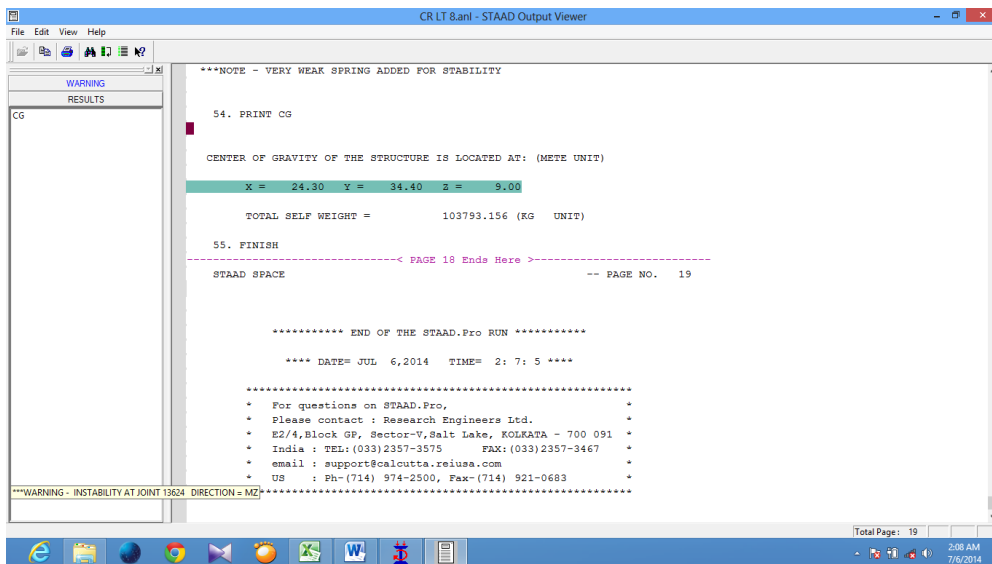 CR LT 8.anl - STAAD Output Viewer
File Edit View Help
WARNING
RESULTS
CG
***NOTE - VERY WEAK SPRING ADDED FOR STABILITY
54. PRINT CG
CENTER OF GRAVITY OF THE STRUCTURE IS LOCATED AT: (METE UNIT)
X = 24.30 Y = 34.40 Z = 9.00
TOTAL SELF WEIGHT = 103793.156 (KG UNIT)
55. FINISH
---------------------------------< PAGE 18 Ends Here >---------------------------
STAAD SPACE -- PAGE NO. 19
*********** END OF THE STAAD.Pro RUN ***********
**** DATE= JUL 6,2014 TIME= 2: 7: 5 ****
************************************************************
* For questions on STAAD.Pro, *
* Please contact : Research Engineers Ltd. *
* E2/4,Block GP, Sector-V,Salt Lake, KOLKATA - 700 091 *
* India : TEL:(033)2357-3575 FAX:(033)2357-3467 *
* email : support@calcutta.reiusa.com *
* US : Ph-(714) 974-2500, Fax-(714) 921-0683 *
************************************************************
***WARNING - INSTABILITY AT JOINT 13624 DIRECTION = MZ
Total Page : 19
2:08 AM
7/6/2014